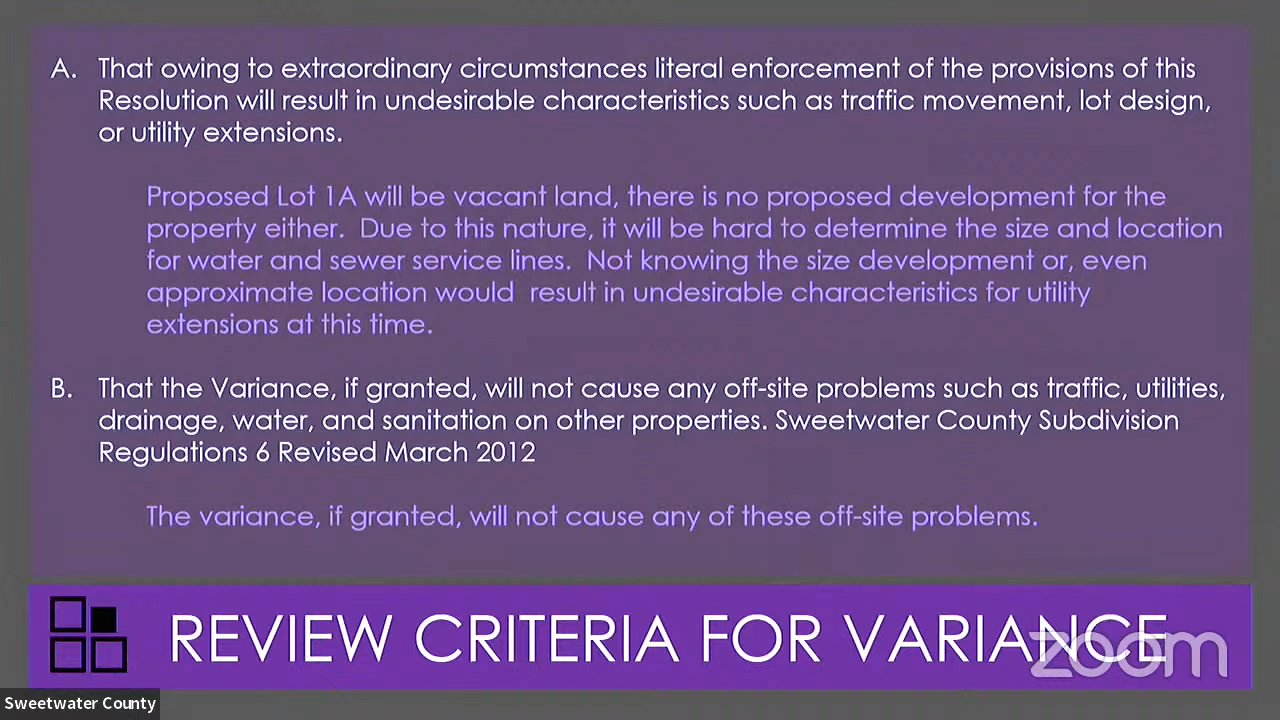 A. That owing to extraordinary circumstances literal enforcement of the provisions of this
Resolution will result in undesirable characteristics such as traffic movement, lot design,
or utility extensions.
Proposed Lot 1A will be vacant land, there is no proposed development for the
property either.  Due to this nature, it will be hard to determine the size and location
for water and sewer service lines.  Not knowing the size development or, even
approximate location would  result in undesirable characteristics for utility
extensions at this time.
B. That the Variance, if granted, will not cause any off-site problems such as traffic, utilities,
drainage, water, and sanitation on other properties. Sweetwater County Subdivision
Regulations 6 Revised March 2012
The variance, if granted, will not cause any of these off-site problems.
REVIEW CRITERIA FOR VARIANCE
zoom
Sweetwater County